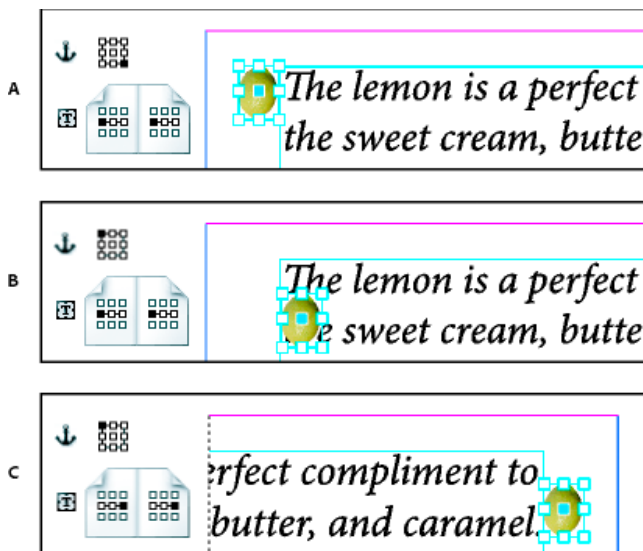 A
The lemon is a perfect
the sweet cream, butte
B
The lemon is a perfect
e sweet cream, butte
C
erfect compliment to
butter, and caramel.